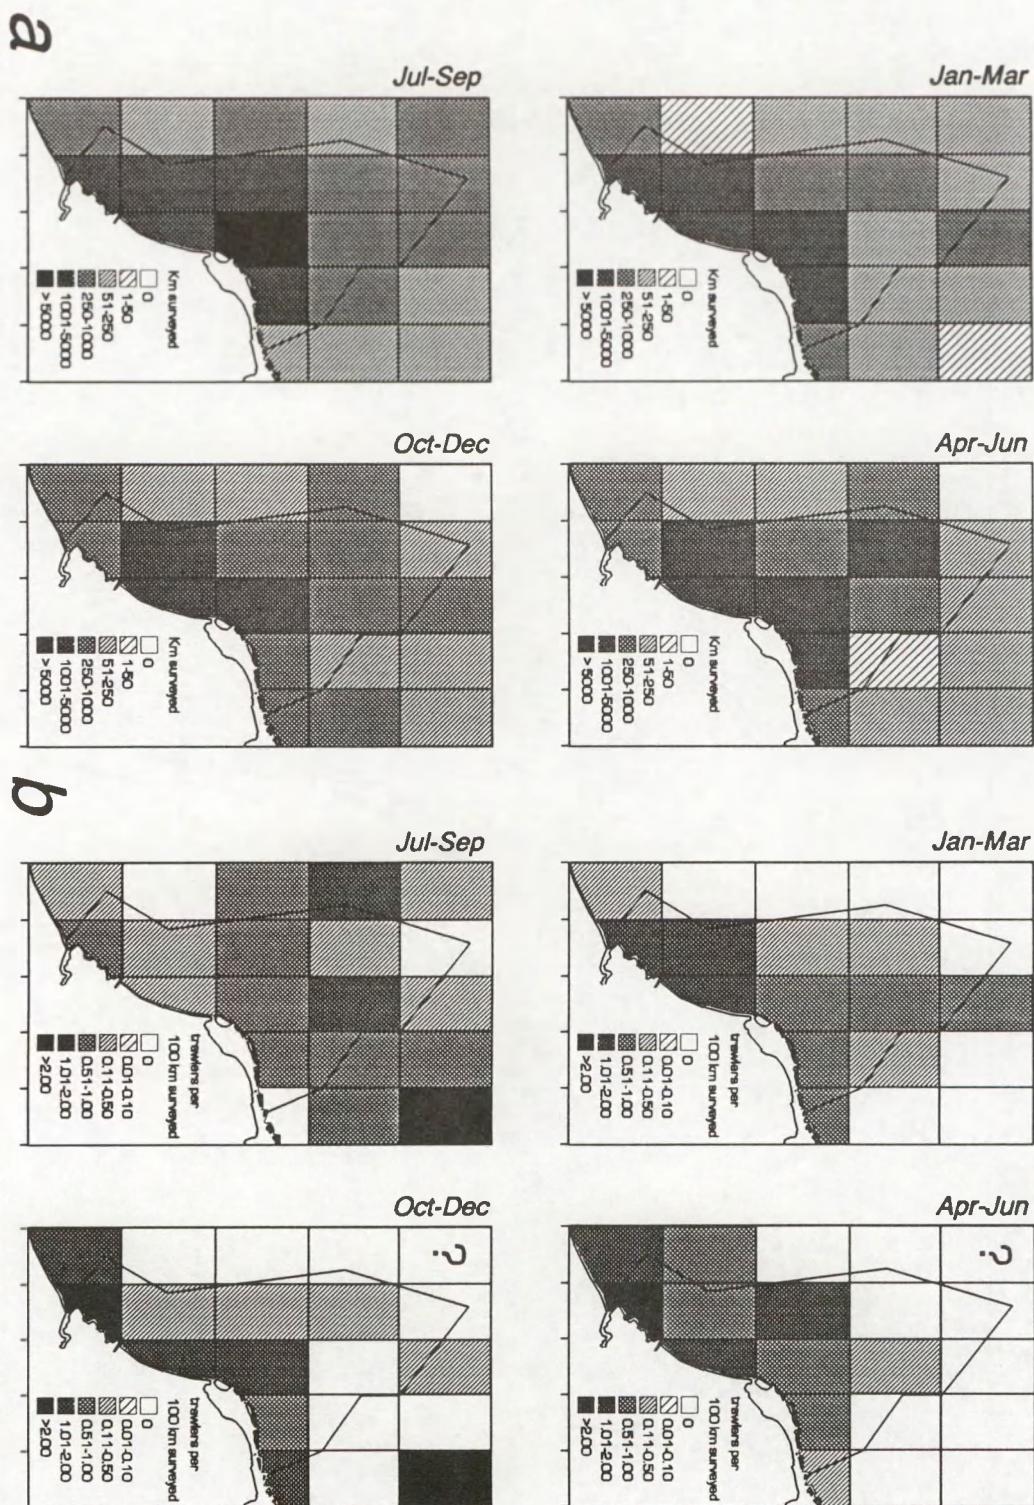 a
Jul-Sep
Km surveyed
0
1-50
51-250
250-1000
1001-5000
> 5000
Jan-Mar
Km surveyed
0
1-50
51-250
250-1000
1001-5000
> 5000
Oct-Dec
Km surveyed
0
1-50
51-250
250-1000
1001-5000
> 5000
Apr-Jun
Km surveyed
0
1-50
51-250
250-1000
1001-5000
> 5000
b
Jul-Sep
trawlers per
100 km surveyed
0
0.01-0.10
0.11-0.50
0.51-1.00
1.01-2.00
>2.00
Jan-Mar
trawlers per
100 km surveyed
0
0.01-0.10
0.11-0.50
0.51-1.00
1.01-2.00
>2.00
Oct-Dec
?
trawlers per
100 km surveyed
0
0.01-0.10
0.11-0.50
0.51-1.00
1.01-2.00
>2.00
Apr-Jun
?
trawlers per
100 km surveyed
0
0.01-0.10
0.11-0.50
0.51-1.00
1.01-2.00
>2.00